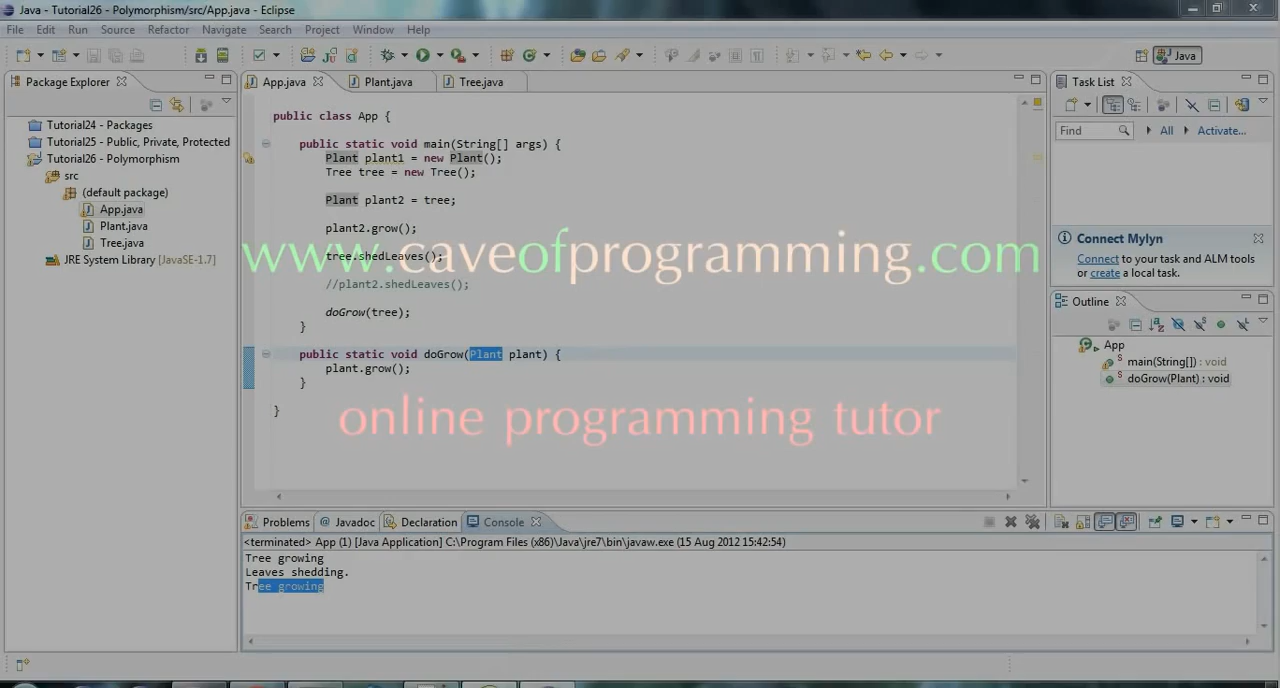 Java - Tutorial26 - Polymorphism/src/App.java - Eclipse
File Edit Run Source Refactor Navigate Search Project Window Help
Java
Package Explorer
Tutorial24 - Packages
Tutorial25 - Public, Private, Protected
Tutorial26 - Polymorphism
src
(default package)
App.java
Plant.java
Tree.java
JRE System Library [JavaSE-1.7]
App.java Plant.java Tree.java
public class App {
public static void main(String[] args) {
Plant plant1 = new Plant();
Tree tree = new Tree();
Plant plant2 = tree;
plant2.grow();
www.caveofprogramming.com
tree.shedLeaves();
//plant2.shedLeaves();
doGrow(tree);
}
public static void doGrow(Plant plant) {
plant.grow();
}
}
online programming tutor
Task List
Find All Activate...
Connect Mylyn
Connect to your task and ALM tools
or create a local task.
Outline
App
main(String[]) : void
doGrow(Plant) : void
Problems @ Javadoc Declaration Console
<terminated> App (1) [Java Application] C:\Program Files (x86)\Java\jre7\bin\javaw.exe (15 Aug 2012 15:42:54)
Tree growing
Leaves shedding.
Tree growing